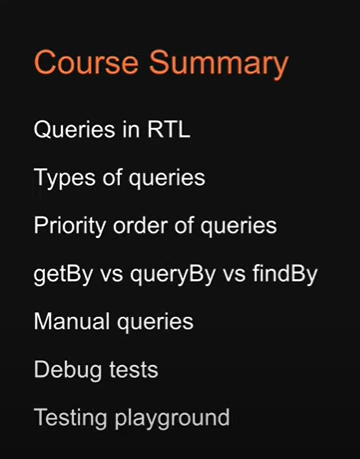 Course Summary
Queries in RTL
Types of queries
Priority order of queries
getBy vs queryBy vs findBy
Manual queries
Debug tests
Testing playground